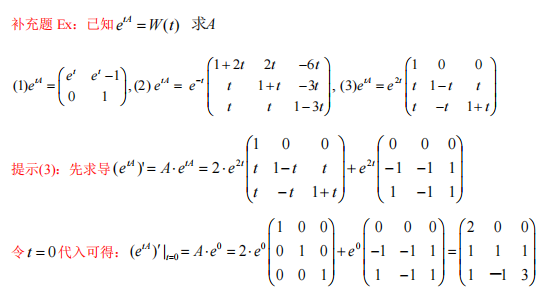 补充题 Ex：已知 $e^{tA}=W(t)$ 求A
(1)$e^{tA}=\begin{pmatrix} e^{t} & e^{t}-1 \\ 0 & 1 \end{pmatrix}$,(2) $e^{tA}=e^{-t}\begin{pmatrix} 1+2t & 2t & -6t \\ t & 1+t & -3t \\ t & t & 1-3t \end{pmatrix}$, (3)$e^{tA}=e^{2t}\begin{pmatrix} 1 & 0 & 0 \\ t & 1-t & t \\ t & -t & 1+t \end{pmatrix}$
提示(3)：先求导 $(e^{tA})'=A\cdot e^{tA}=2\cdot e^{2t}\begin{pmatrix} 1 & 0 & 0 \\ t & 1-t & t \\ t & -t & 1+t \end{pmatrix}+e^{2t}\begin{pmatrix} 0 & 0 & 0 \\ -1 & -1 & 1 \\ 1 & -1 & 1 \end{pmatrix}$
令 $t=0$ 代入可得：$(e^{tA})'|_{t=0}=A\cdot e^{0}=2\cdot e^{0}\begin{pmatrix} 1 & 0 & 0 \\ 0 & 1 & 0 \\ 0 & 0 & 1 \end{pmatrix}+e^{0}\begin{pmatrix} 0 & 0 & 0 \\ -1 & -1 & 1 \\ 1 & -1 & 1 \end{pmatrix}=\begin{pmatrix} 2 & 0 & 0 \\ 1 & 1 & 1 \\ 1 & -1 & 3 \end{pmatrix}$